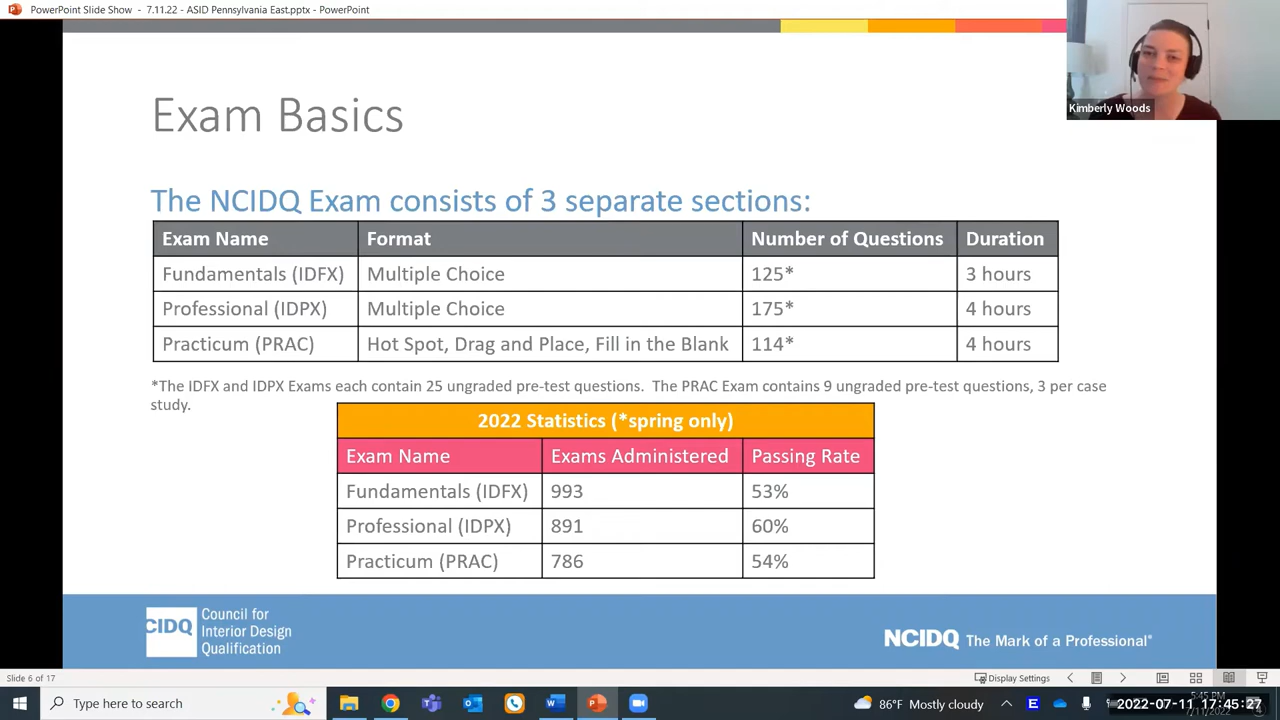 PowerPoint Slide Show - 7.11.22 - ASID Pennsylvania East.pptx - PowerPoint
Kimberly Woods
Exam Basics
The NCIDQ Exam consists of 3 separate sections:
Exam Name Format Number of Questions Duration
Fundamentals (IDFX) Multiple Choice 125* 3 hours
Professional (IDPX) Multiple Choice 175* 4 hours
Practicum (PRAC) Hot Spot, Drag and Place, Fill in the Blank 114* 4 hours
*The IDFX and IDPX Exams each contain 25 ungraded pre-test questions. The PRAC Exam contains 9 ungraded pre-test questions, 3 per case
study.
2022 Statistics (*spring only)
Exam Name Exams Administered Passing Rate
Fundamentals (IDFX) 993 53%
Professional (IDPX) 891 60%
Practicum (PRAC) 786 54%
CIDQ Council for
Interior Design
Qualification
NCIDQ The Mark of a Professional®
Slide 6 of 17 Display Settings
Type here to search 86°F Mostly cloudy
5:45 PM
2022-07-11 17:45:27
7/11/2022